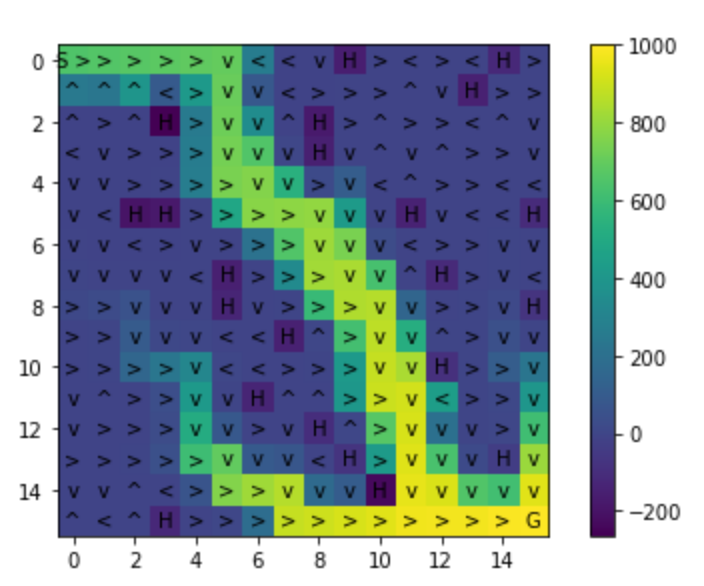 0 S > > > > > v < < v H > < > < H >
^ ^ ^ < > v v < > > > ^ v H > >
2 ^ > ^ H > v v ^ H > ^ > > < ^ v
< v > > > v v v H v ^ v ^ > > v
4 v v > > > > v v > v < ^ > > < <
v < H H > > > > v v v H v < < H
6 v v < > v > > > v v v < > > v v
v v v v < H > > > v v ^ H > v <
8 > > v v v H v > > > v v > > v H
> > v v v < < H ^ > v v ^ > v v
10 > > > > v < < > > > v v H > > v
v ^ > > v v H ^ ^ > > v < > > v
12 v > > > v v > v H ^ > v v v > v
> > > > > v v v < H > v v v H v
14 v v ^ < > > > v v v H v v v v v
^ < ^ H > > > > > > > > > > > G
0 2 4 6 8 10 12 14
1000
800
600
400
200
0
−200